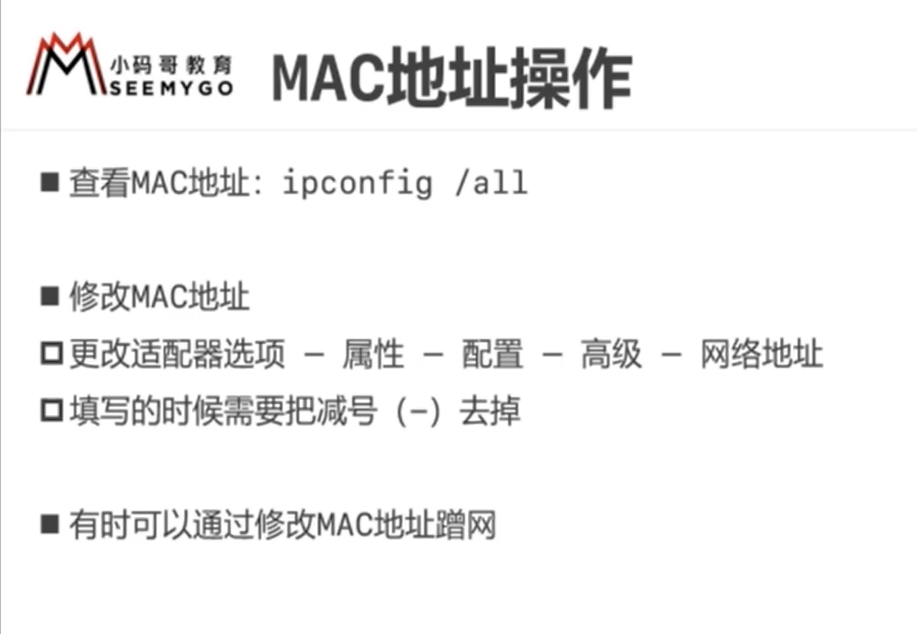 小码哥教育
SEEMYGO
MAC地址操作
查看MAC地址：ipconfig /all
修改MAC地址
更改适配器选项 – 属性 – 配置 – 高级 – 网络地址
填写的时候需要把减号（–）去掉
有时可以通过修改MAC地址蹭网